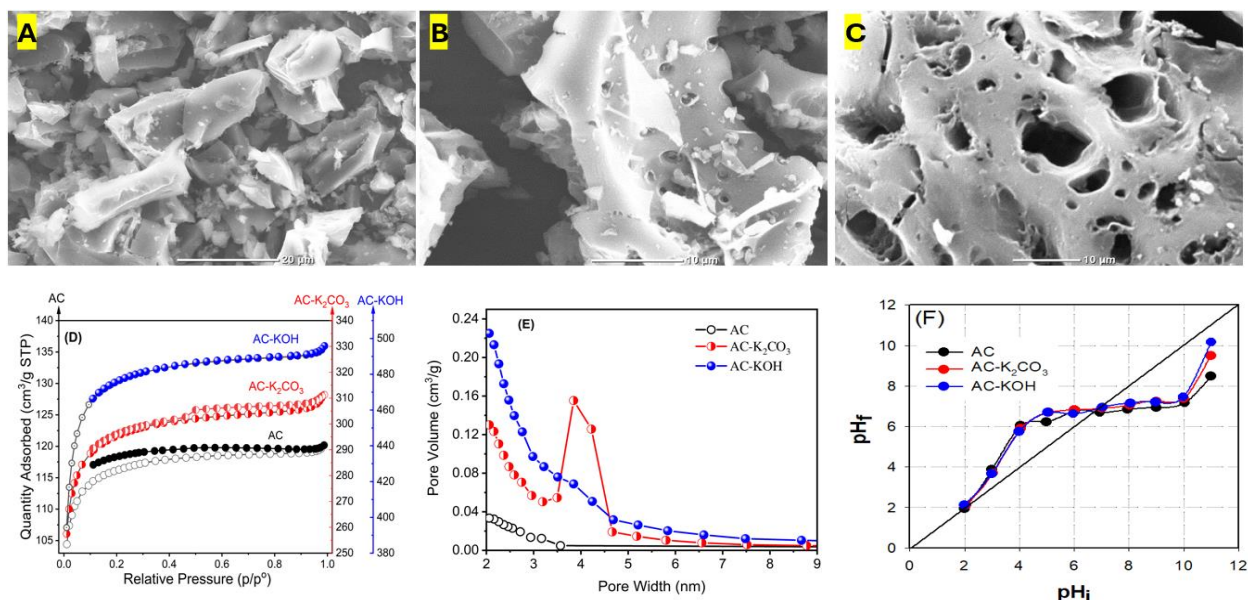 A
20 μm
B
10 μm
C
10 μm
AC
AC-K₂CO₃
AC-KOH
(D)
140
135
130
125
120
115
110
105
Quantity Adsorbed (cm³/g STP)
AC-KOH
AC-K₂CO₃
AC
340
330
320
310
300
290
280
270
260
250
500
480
460
440
420
400
380
0.0 0.2 0.4 0.6 0.8 1.0
Relative Pressure (p/p°)
(E)
AC
AC-K₂CO₃
AC-KOH
0.24
0.20
0.16
0.12
0.08
0.04
0.00
Pore Volume (cm³/g)
2 3 4 5 6 7 8 9
Pore Width (nm)
(F)
AC
AC-K₂CO₃
AC-KOH
12
10
8
6
4
2
0
pHf
0 2 4 6 8 10 12
pHi